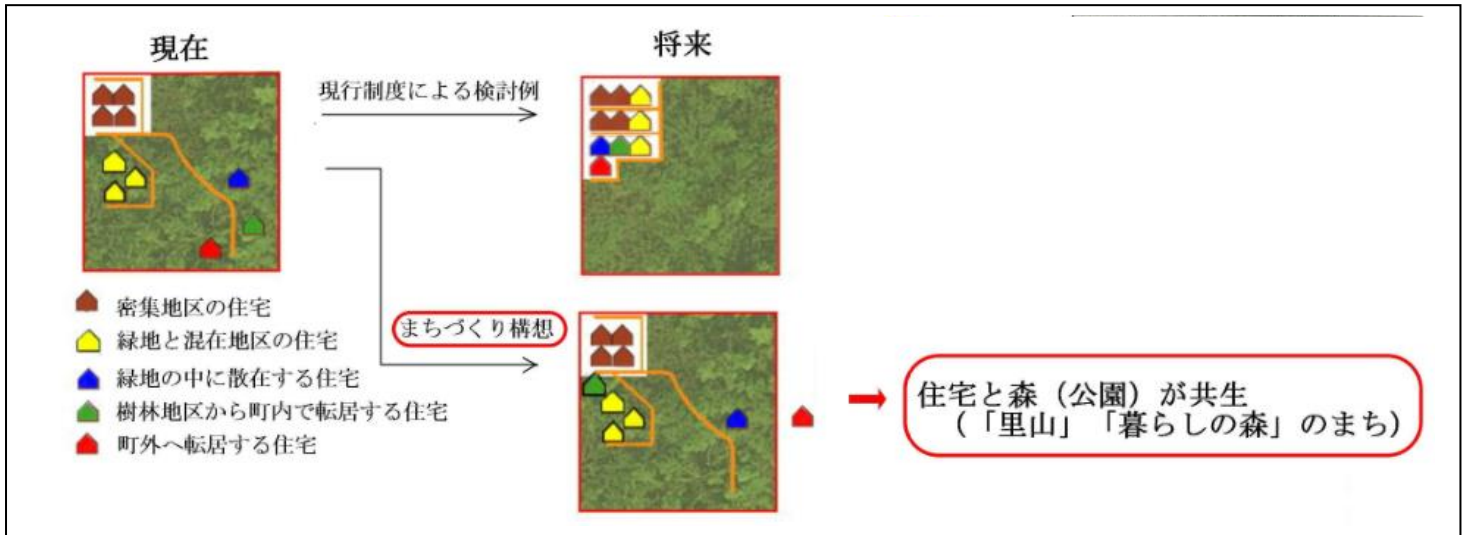 現在
将来
現行制度による検討例
密集地区の住宅
緑地と混在地区の住宅
緑地の中に散在する住宅
樹林地区から町内で転居する住宅
町外へ転居する住宅
まちづくり構想
住宅と森（公園）が共生
（「里山」「暮らしの森」のまち）